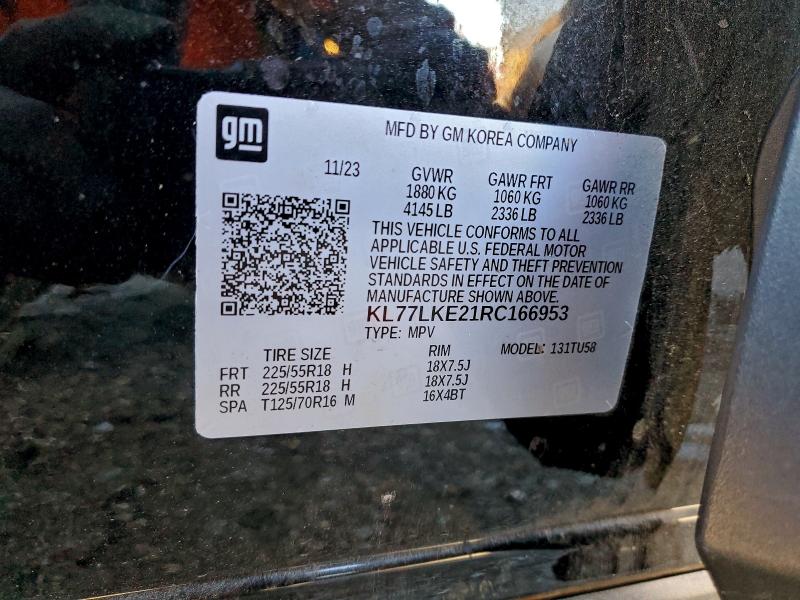 gm
MFD BY GM KOREA COMPANY
11/23
GVWR GAWR FRT GAWR RR
1880 KG 1060 KG 1060 KG
4145 LB 2336 LB 2336 LB
THIS VEHICLE CONFORMS TO ALL
APPLICABLE U.S. FEDERAL MOTOR
VEHICLE SAFETY AND THEFT PREVENTION
STANDARDS IN EFFECT ON THE DATE OF
MANUFACTURE SHOWN ABOVE.
KL77LKE21RC166953
TYPE: MPV
TIRE SIZE RIM MODEL: 131TU58
FRT 225/55R18 H 18X7.5J
RR 225/55R18 H 18X7.5J
SPA T125/70R16 M 16X4BT